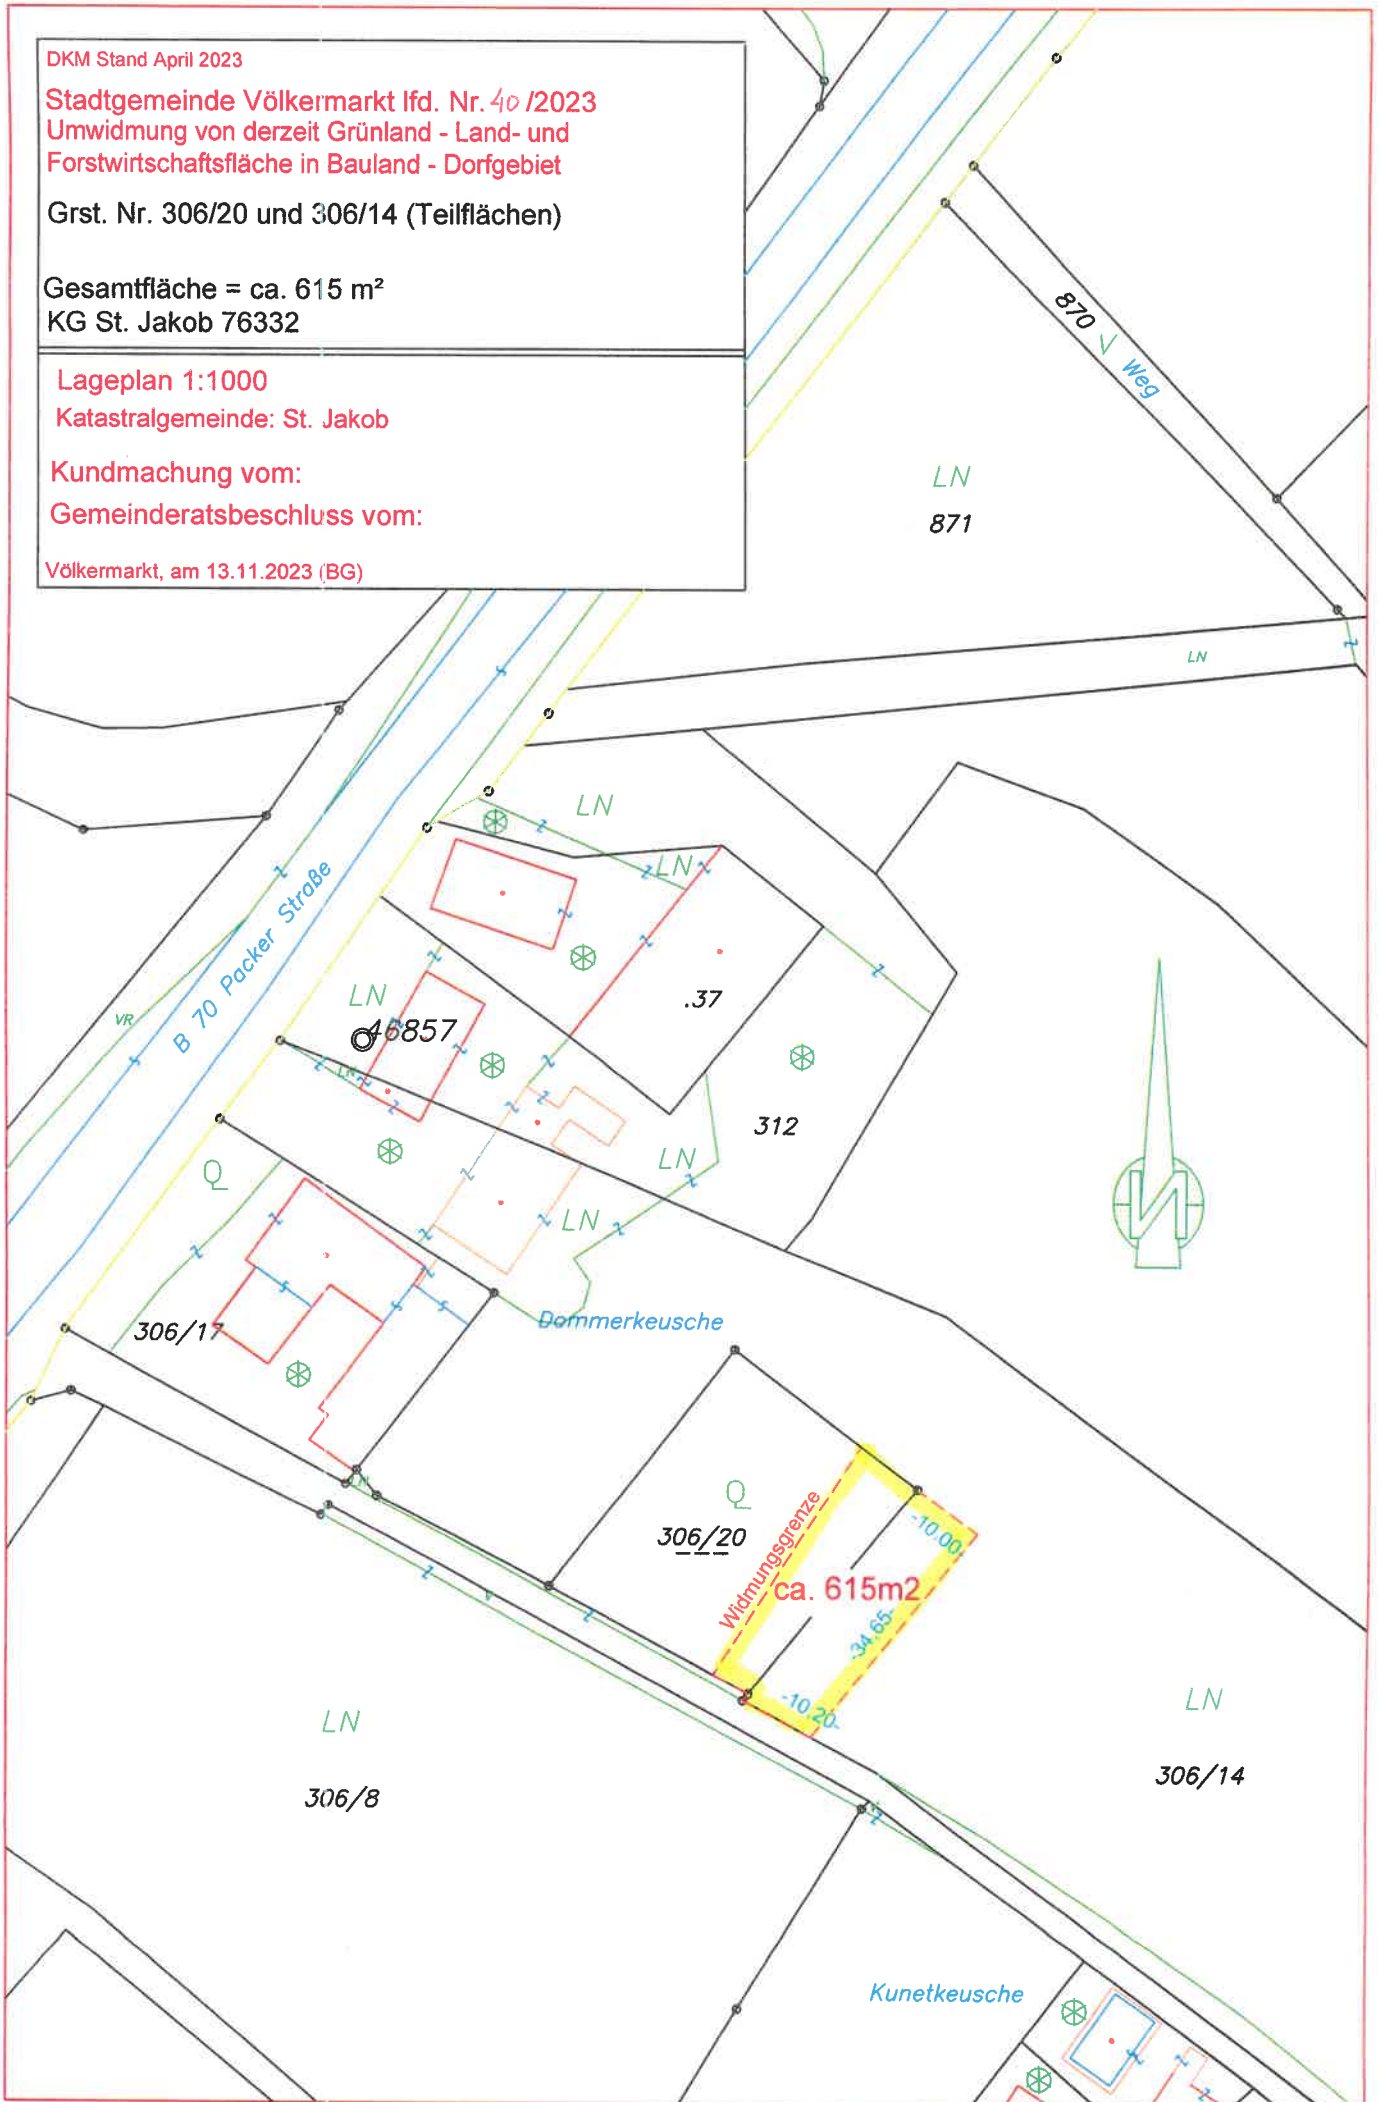 DKM Stand April 2023
Stadtgemeinde Völkermarkt lfd. Nr. 40/2023
Umwidmung von derzeit Grünland - Land- und
Forstwirtschaftsfläche in Bauland - Dorfgebiet
Grst. Nr. 306/20 und 306/14 (Teilflächen)
Gesamtfläche = ca. 615 m²
KG St. Jakob 76332
Lageplan 1:1000
Katastralgemeinde: St. Jakob
Kundmachung vom:
Gemeinderatsbeschluss vom:
Völkermarkt, am 13.11.2023 (BG)
870
Weg
LN
871
LN
LN
LN
B 70 Packer Straße
VR
LN
46857
.37
LN
312
LN
LN
Q
306/17
Dommerkeusche
LN
Q
306/20
Widmungsgrenze
-10.00-
ca. 615m2
-34,65-
-10,20-
LN
306/8
LN
306/14
Kunetkeusche
N